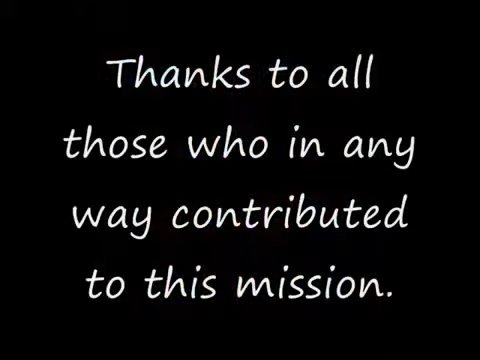 Thanks to all
those who in any
way contributed
to this mission.